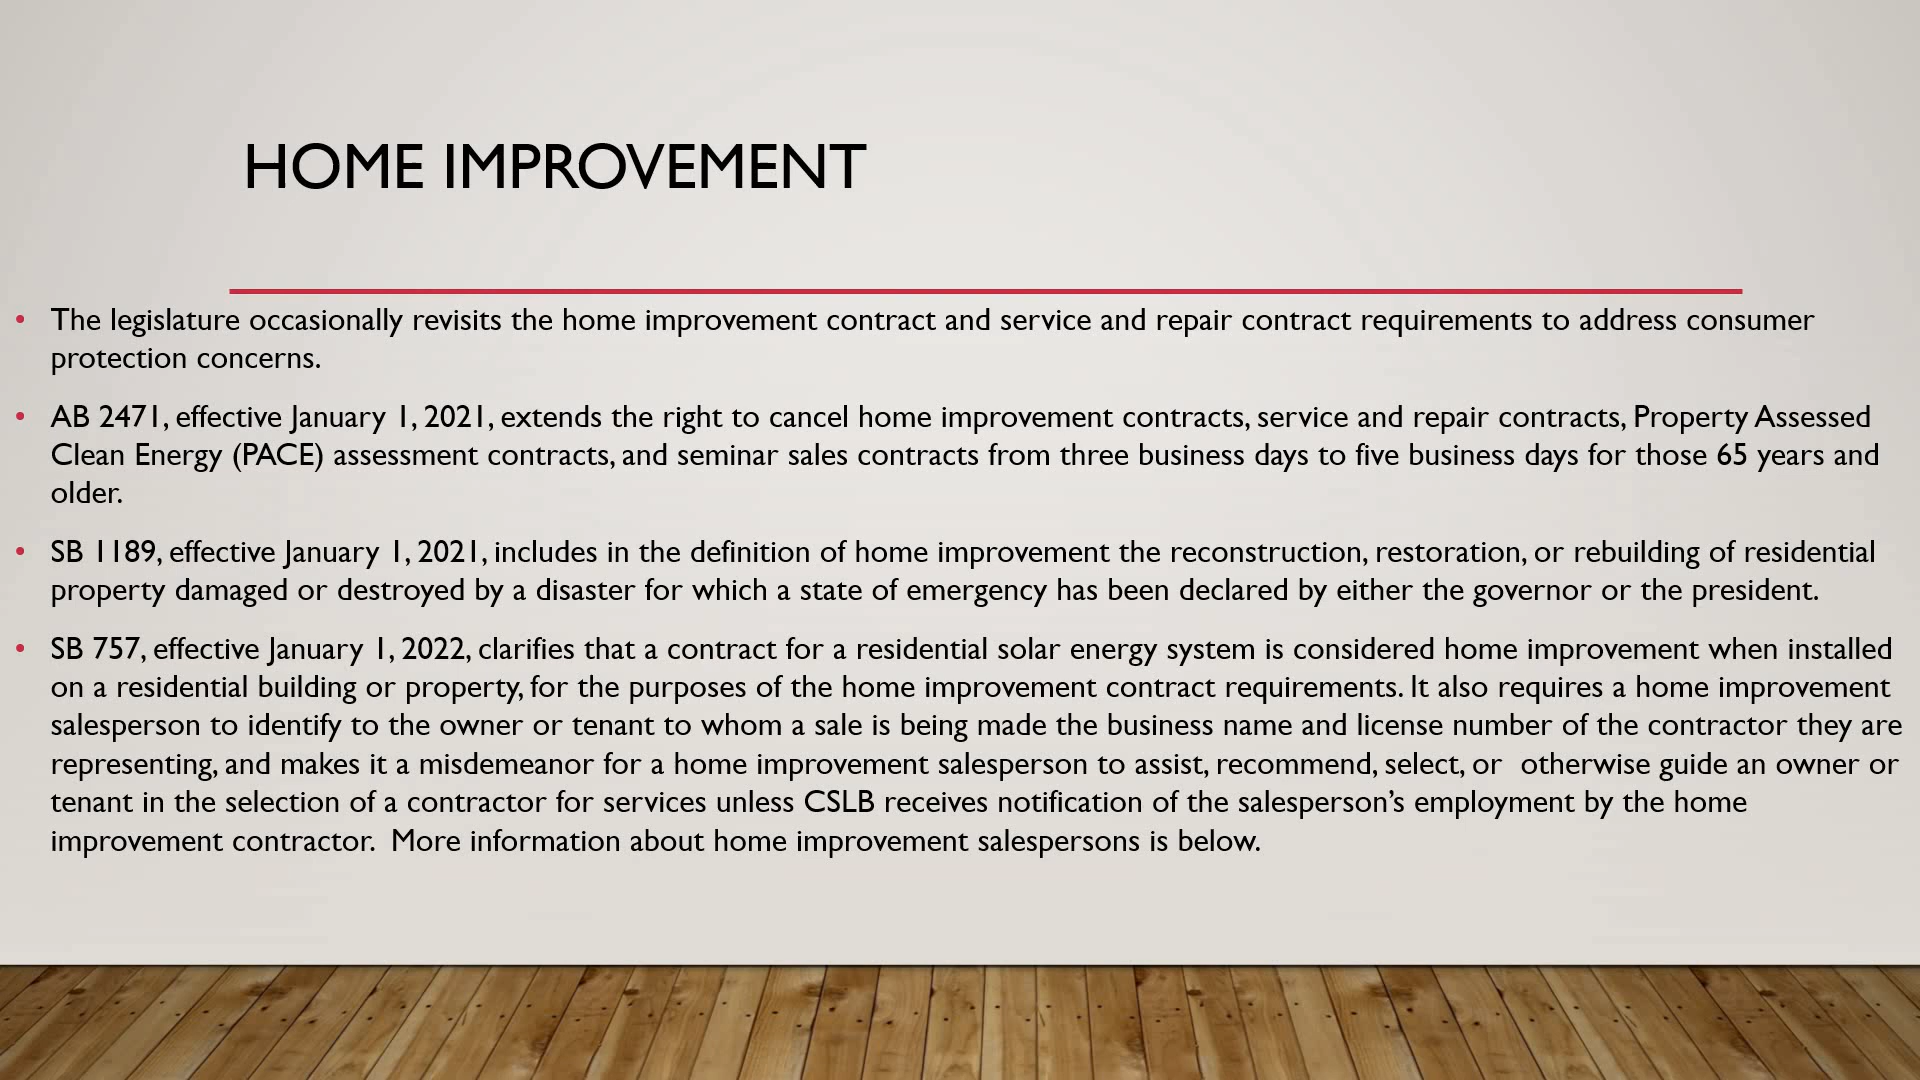 HOME IMPROVEMENT
• The legislature occasionally revisits the home improvement contract and service and repair contract requirements to address consumer
protection concerns.
• AB 2471, effective January 1, 2021, extends the right to cancel home improvement contracts, service and repair contracts, Property Assessed
Clean Energy (PACE) assessment contracts, and seminar sales contracts from three business days to five business days for those 65 years and
older.
• SB 1189, effective January 1, 2021, includes in the definition of home improvement the reconstruction, restoration, or rebuilding of residential
property damaged or destroyed by a disaster for which a state of emergency has been declared by either the governor or the president.
• SB 757, effective January 1, 2022, clarifies that a contract for a residential solar energy system is considered home improvement when installed
on a residential building or property, for the purposes of the home improvement contract requirements. It also requires a home improvement
salesperson to identify to the owner or tenant to whom a sale is being made the business name and license number of the contractor they are
representing, and makes it a misdemeanor for a home improvement salesperson to assist, recommend, select, or  otherwise guide an owner or
tenant in the selection of a contractor for services unless CSLB receives notification of the salesperson’s employment by the home
improvement contractor.  More information about home improvement salespersons is below.